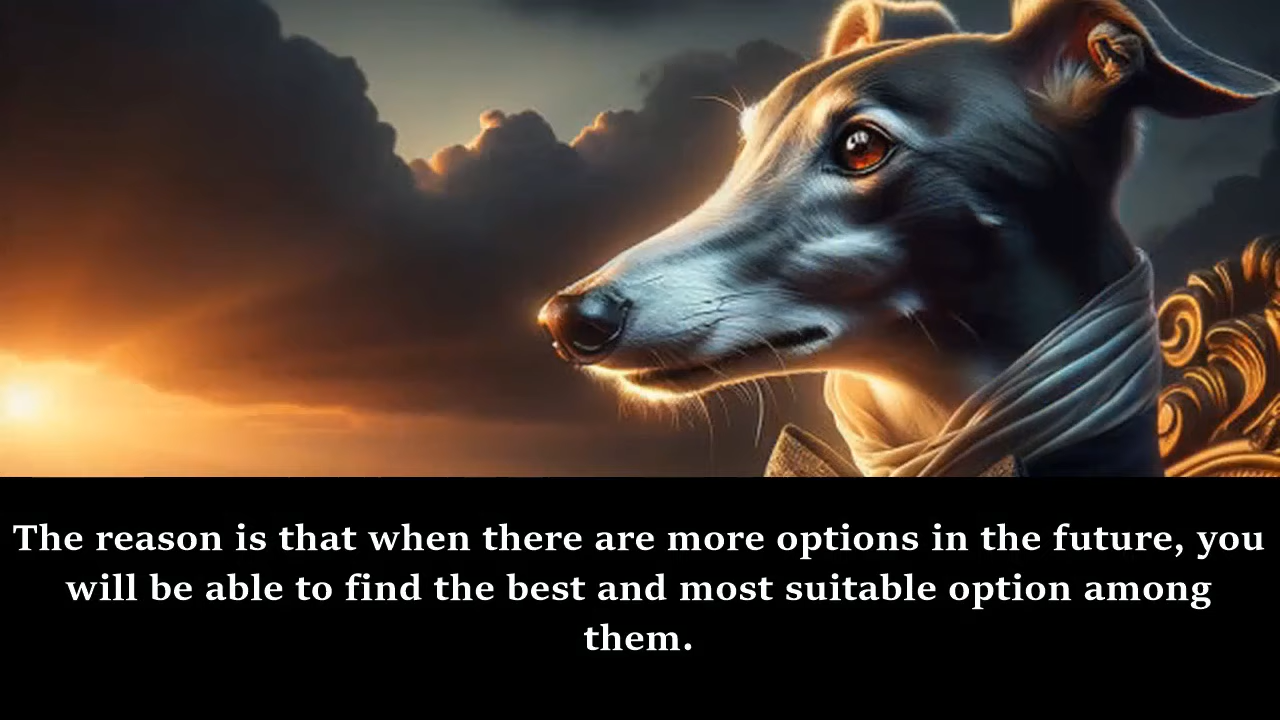 The reason is that when there are more options in the future, you
will be able to find the best and most suitable option among
them.